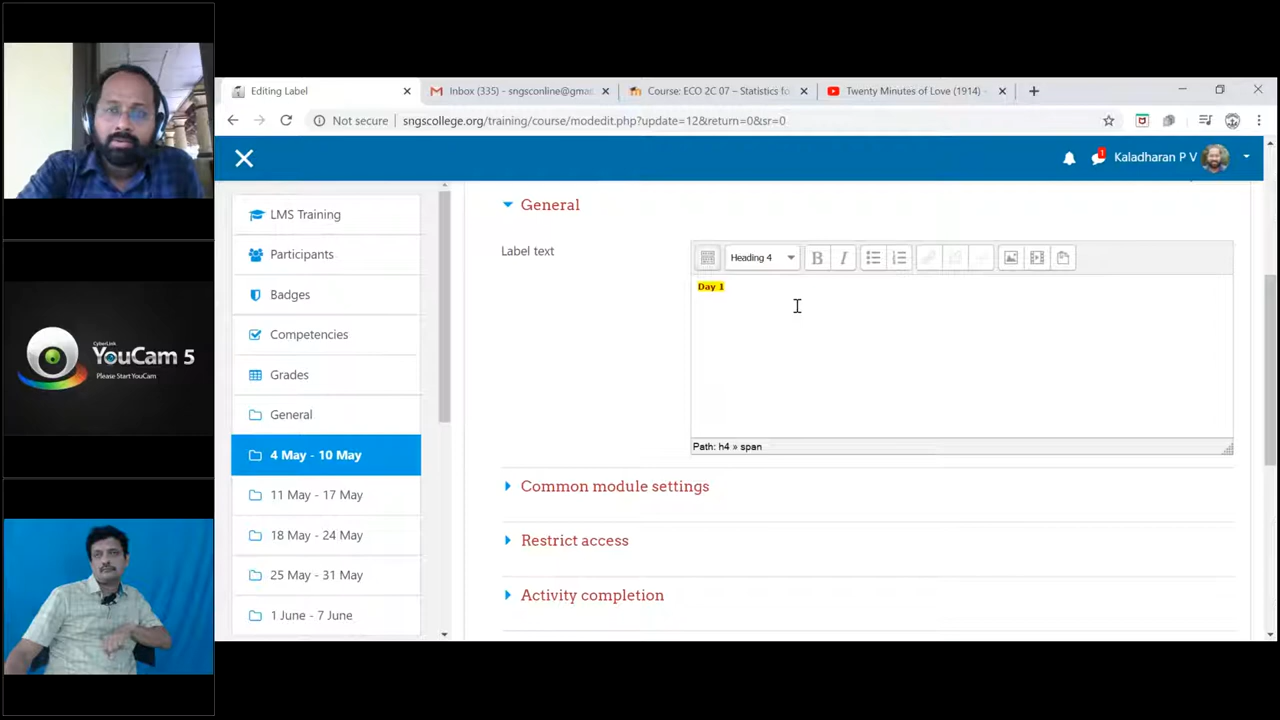 Editing Label
Inbox (335) - sngsconline@gmai
Course: ECO 2C 07 – Statistics fo
Twenty Minutes of Love (1914) -
Not secure
sngscollege.org/training/course/modedit.php?update=12&return=0&sr=0
1
Kaladharan P V
LMS Training
Participants
Badges
Competencies
Grades
General
4 May - 10 May
11 May - 17 May
18 May - 24 May
25 May - 31 May
1 June - 7 June
General
Label text
Heading 4
B I
Day 1
Path: h4 » span
Common module settings
Restrict access
Activity completion
CyberLink
YouCam 5
Please Start YouCam